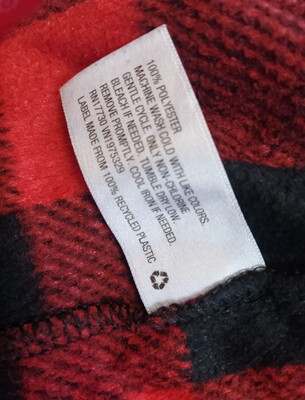 100% POLYESTER
MACHINE WASH COLD WITH LIKE COLORS.
GENTLE CYCLE. ONLY NON-CHLORINE
BLEACH IF NEEDED. TUMBLE DRY LOW.
REMOVE PROMPTLY. COOL IRON IF NEEDED.
RN17730 VN1975329
LABEL MADE FROM 100% RECYCLED PLASTIC